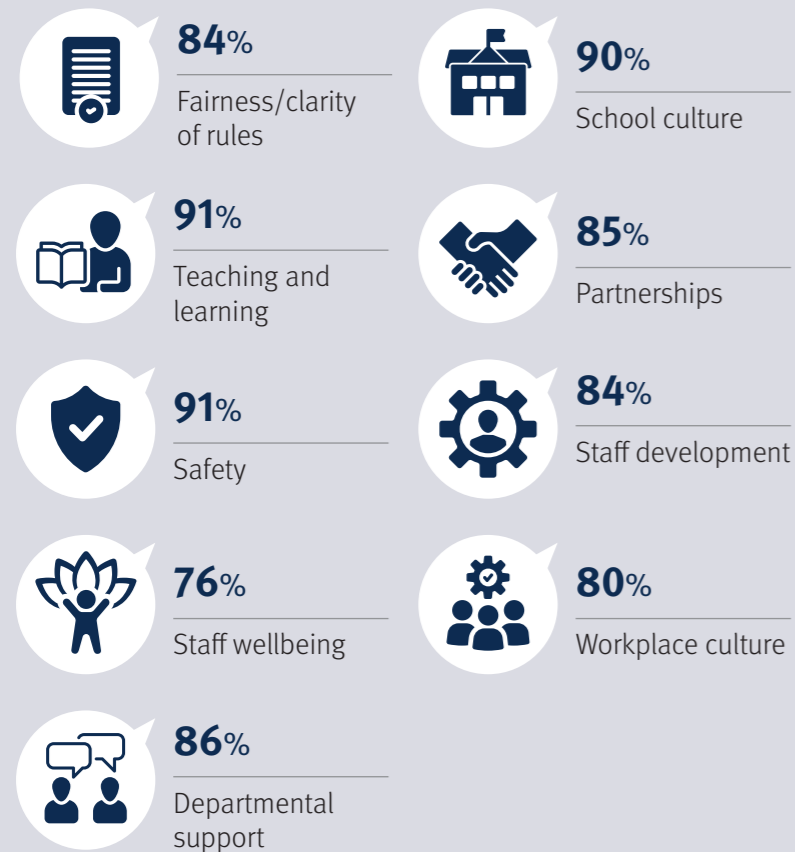 84%
Fairness/clarity
of rules
90%
School culture
91%
Teaching and
learning
85%
Partnerships
91%
Safety
84%
Staff development
76%
Staff wellbeing
80%
Workplace culture
86%
Departmental
support